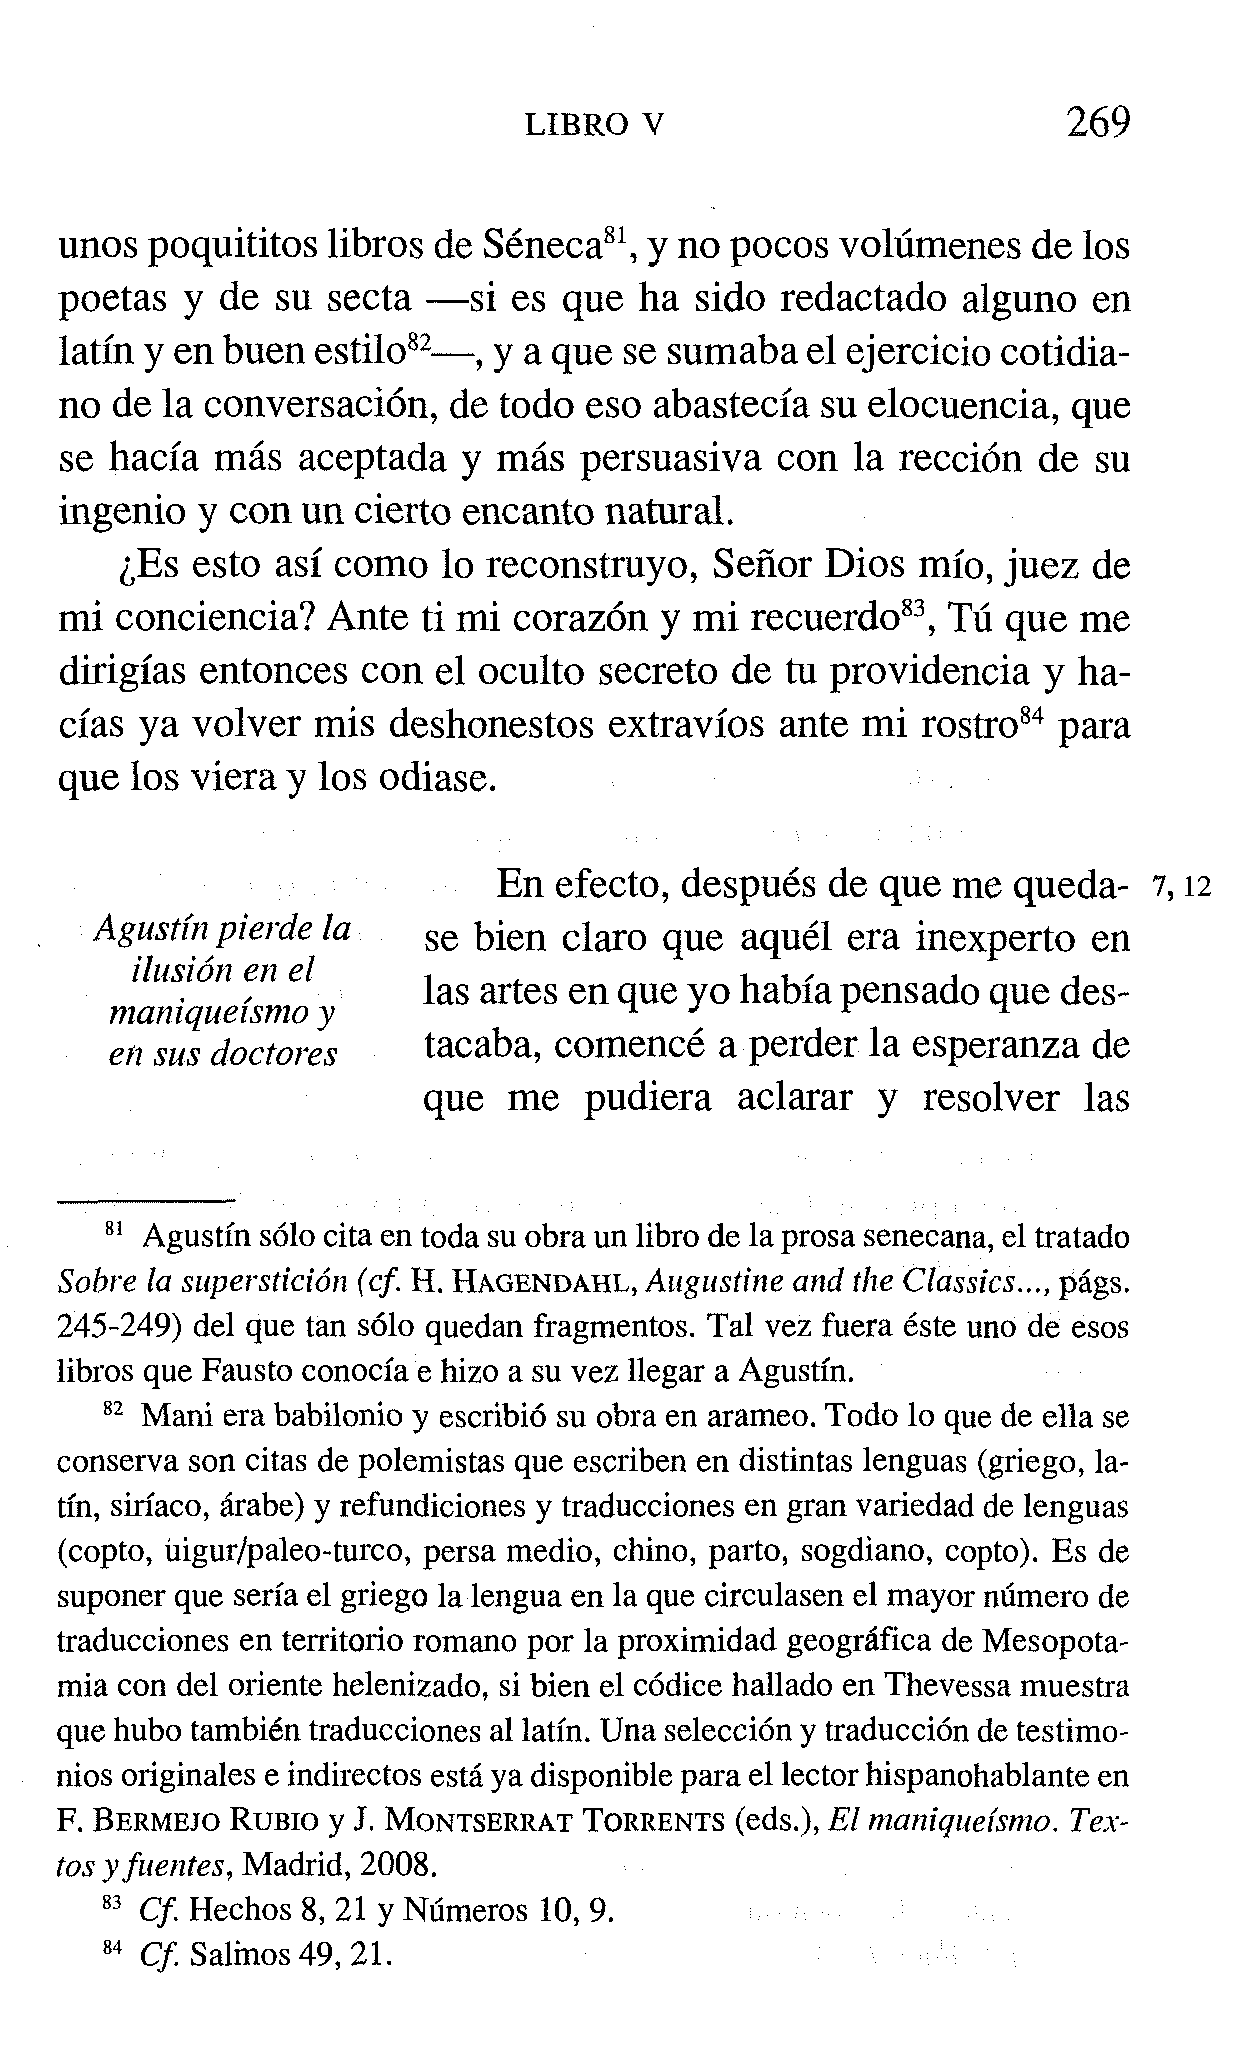 LIBRO V 269
unos poquititos libros de Séneca⁸¹, y no pocos volúmenes de los
poetas y de su secta —si es que ha sido redactado alguno en
latín y en buen estilo⁸²—, y a que se sumaba el ejercicio cotidia-
no de la conversación, de todo eso abastecía su elocuencia, que
se hacía más aceptada y más persuasiva con la rección de su
ingenio y con un cierto encanto natural.
¿Es esto así como lo reconstruyo, Señor Dios mío, juez de
mi conciencia? Ante ti mi corazón y mi recuerdo⁸³, Tú que me
dirigías entonces con el oculto secreto de tu providencia y ha-
cías ya volver mis deshonestos extravíos ante mi rostro⁸⁴ para
que los viera y los odiase.
Agustín pierde la
ilusión en el
maniqueísmo y
en sus doctores
En efecto, después de que me queda- 7, 12
se bien claro que aquél era inexperto en
las artes en que yo había pensado que des-
tacaba, comencé a perder la esperanza de
que me pudiera aclarar y resolver las
⁸¹ Agustín sólo cita en toda su obra un libro de la prosa senecana, el tratado
Sobre la superstición (cf. H. HAGENDAHL, Augustine and the Classics..., págs.
245-249) del que tan sólo quedan fragmentos. Tal vez fuera éste uno de esos
libros que Fausto conocía e hizo a su vez llegar a Agustín.
⁸² Mani era babilonio y escribió su obra en arameo. Todo lo que de ella se
conserva son citas de polemistas que escriben en distintas lenguas (griego, la-
tín, siríaco, árabe) y refundiciones y traducciones en gran variedad de lenguas
(copto, uigur/paleo-turco, persa medio, chino, parto, sogdiano, copto). Es de
suponer que sería el griego la lengua en la que circulasen el mayor número de
traducciones en territorio romano por la proximidad geográfica de Mesopota-
mia con del oriente helenizado, si bien el códice hallado en Thevessa muestra
que hubo también traducciones al latín. Una selección y traducción de testimo-
nios originales e indirectos está ya disponible para el lector hispanohablante en
F. BERMEJO RUBIO y J. MONTSERRAT TORRENTS (eds.), El maniqueísmo. Tex-
tos y fuentes, Madrid, 2008.
⁸³ Cf. Hechos 8, 21 y Números 10, 9.
⁸⁴ Cf. Salmos 49, 21.